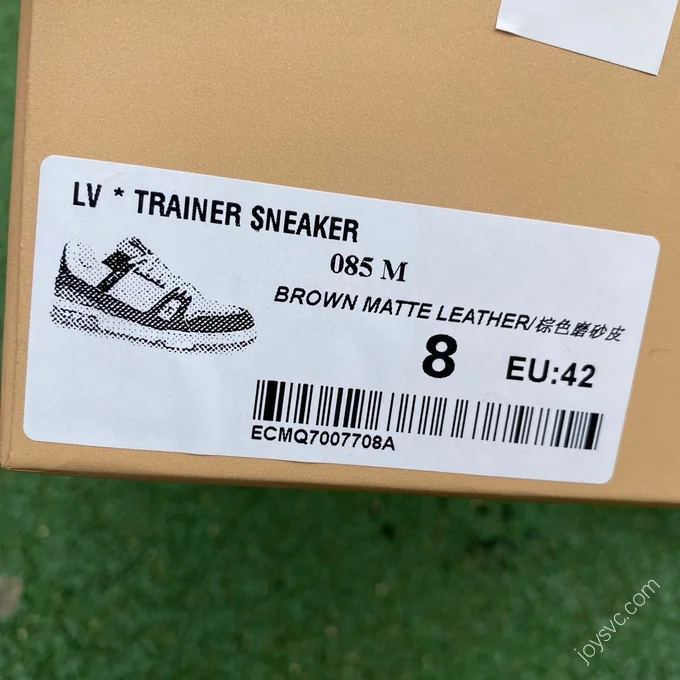 LV * TRAINER SNEAKER
085 M
BROWN MATTE LEATHER/棕色磨砂皮
8 EU:42
ECMQ7007708A
joysvc.com